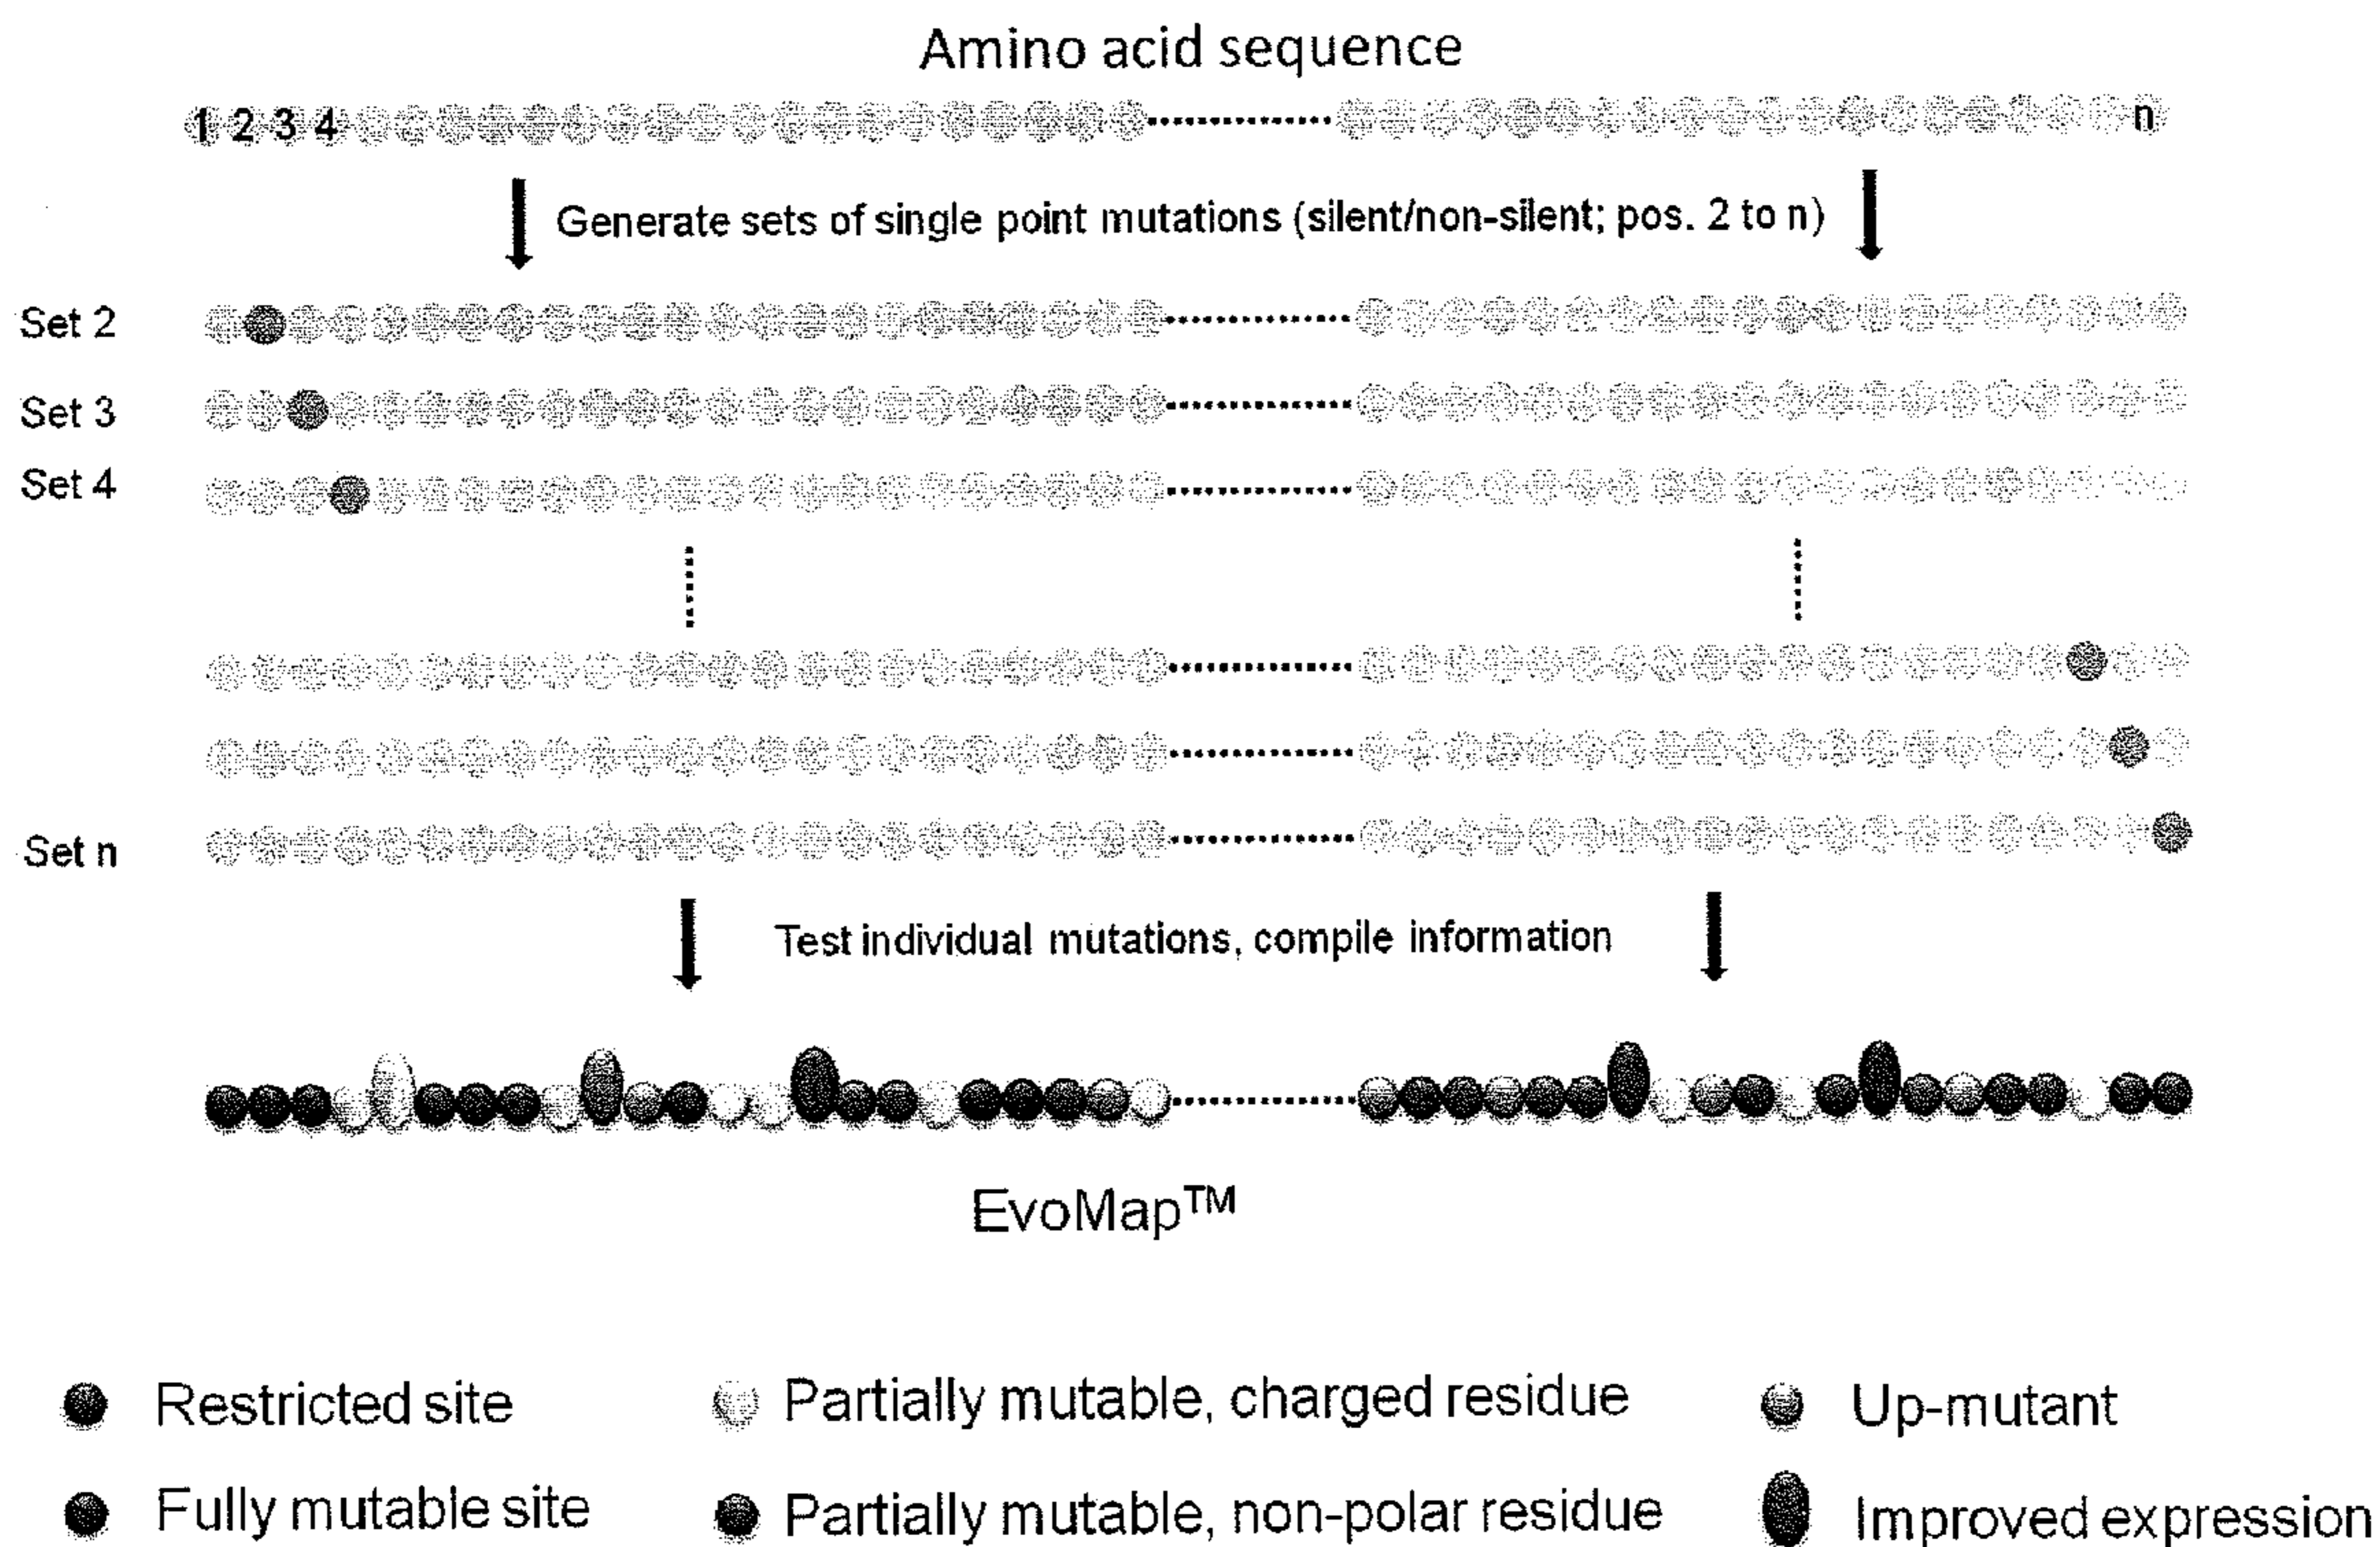 Amino acid sequence
1 2 3 4 n
Generate sets of single point mutations (silent/non-silent; pos. 2 to n)
Set 2
Set 3
Set 4
Set n
Test individual mutations, compile information
EvoMap™
Restricted site
Partially mutable, charged residue
Up-mutant
Fully mutable site
Partially mutable, non-polar residue
Improved expression